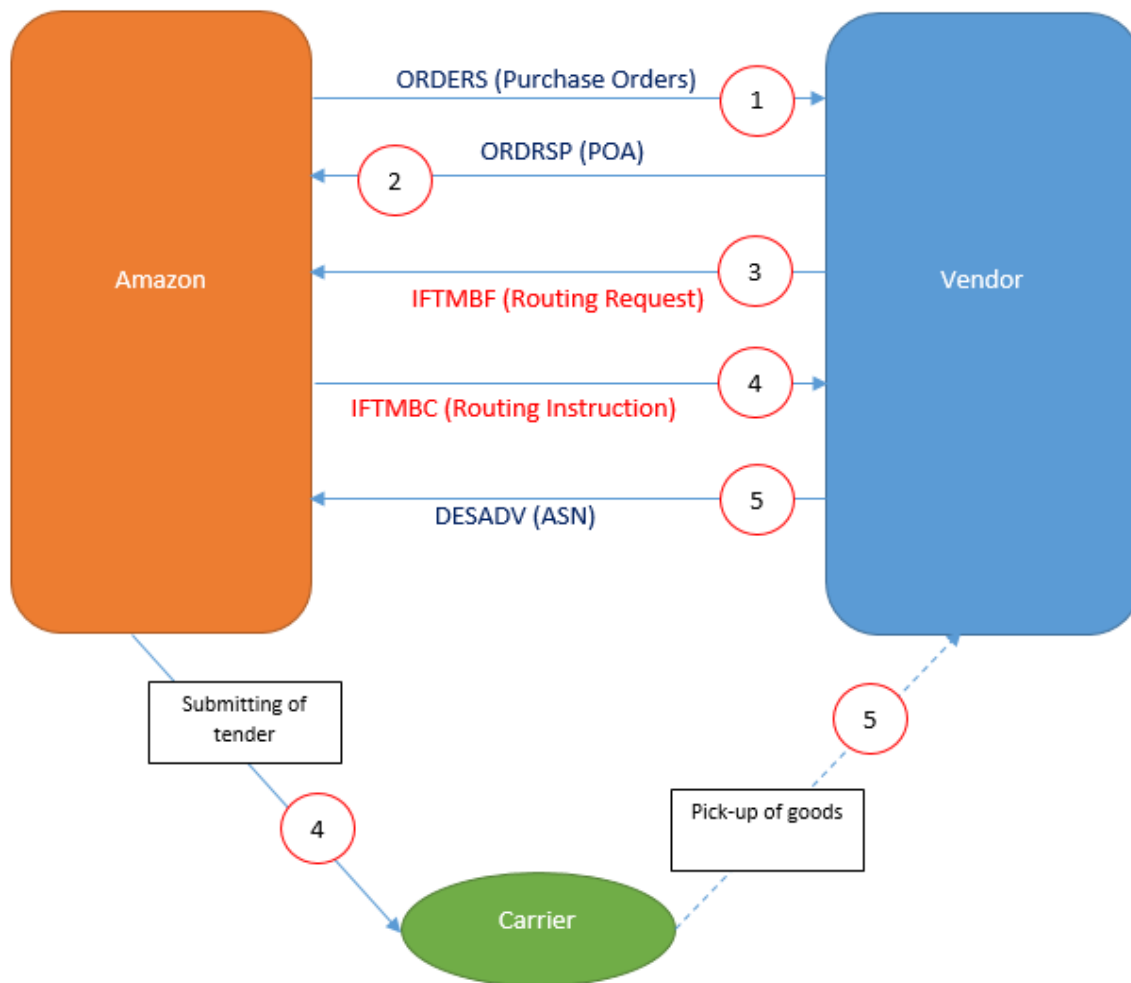 ORDERS (Purchase Orders)
1
ORDRSP (POA)
2
Amazon
Vendor
3
IFTMBF (Routing Request)
4
IFTMBC (Routing Instruction)
5
DESADV (ASN)
Submitting of
tender
5
Pick-up of goods
4
Carrier